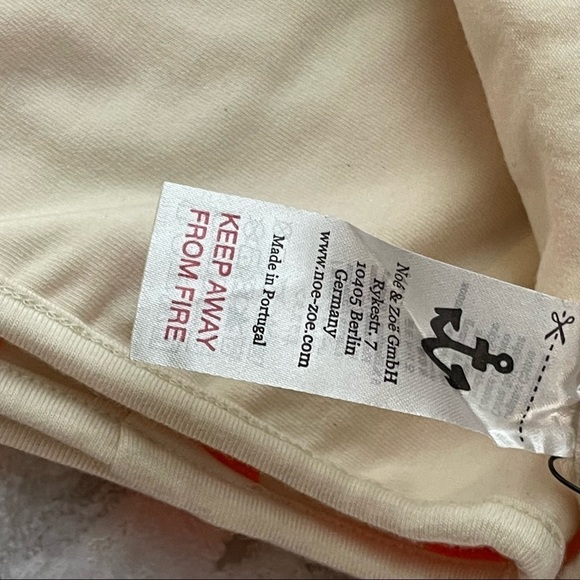 Noé & Zoë GmbH
Rykestr. 7
10405 Berlin
Germany
www.noe-zoe.com
Made in Portugal
KEEP AWAY
FROM FIRE